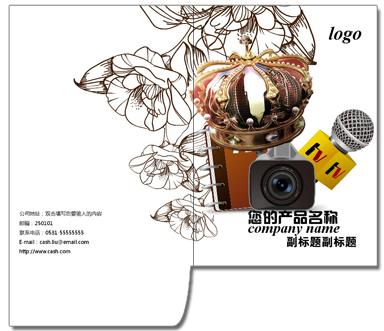 logo
tv tv
您的产品名称
company name
副标题副标题
公司地址：双击填写您要输入的内容
邮编：250101
联系电话：0531-55555555
E-mail：cash.liu@email.com
http://www.cash.com